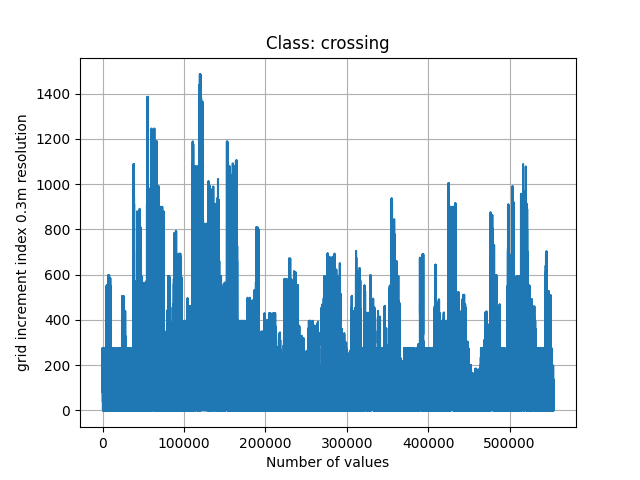 Class: crossing
grid increment index 0.3m resolution
1400
1200
1000
800
600
400
200
0
0 100000 200000 300000 400000 500000
Number of values